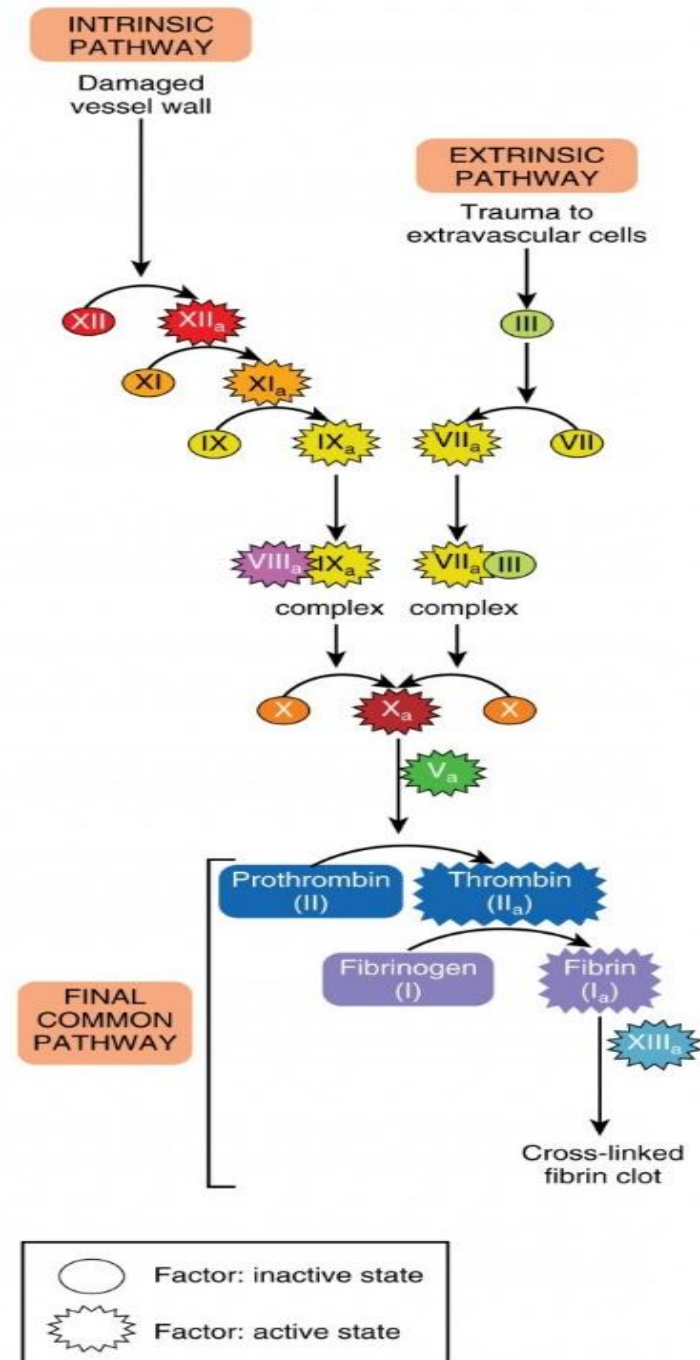 INTRINSIC
PATHWAY
Damaged
vessel wall
EXTRINSIC
PATHWAY
Trauma to
extravascular cells
XII
XIIa
III
XI
XIa
IX
IXa
VIIa
VII
VIIIa
IXa
VIIa
III
complex
complex
X
Xa
X
Va
Prothrombin
(II)
Thrombin
(IIa)
Fibrinogen
(I)
Fibrin
(Ia)
FINAL
COMMON
PATHWAY
XIIIa
Cross-linked
fibrin clot
Factor: inactive state
Factor: active state